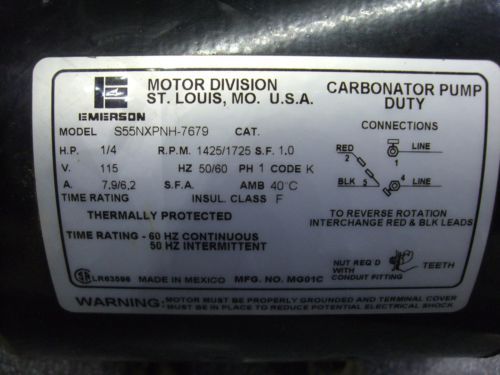 MOTOR DIVISION
ST. LOUIS, MO. U.S.A.
EMERSON
MODEL S55NXPNH-7679 CAT.
H.P. 1/4 R.P.M. 1425/1725 S.F. 1.0
V. 115 HZ 50/60 PH 1 CODE K
A. 7.9/6.2 S.F.A. AMB 40°C
TIME RATING INSUL. CLASS F
THERMALLY PROTECTED
TIME RATING - 60 HZ CONTINUOUS
50 HZ INTERMITTENT
LR63596 MADE IN MEXICO MFG. NO. MG01C
CARBONATOR PUMP
DUTY
CONNECTIONS
RED 2 1 LINE
BLK 5 4 LINE
TO REVERSE ROTATION
INTERCHANGE RED & BLK LEADS
NUT REQ'D
WITH
CONDUIT FITTING
TEETH
WARNING: MOTOR MUST BE PROPERLY GROUNDED AND TERMINAL COVER
MUST BE IN PLACE TO REDUCE POTENTIAL ELECTRICAL SHOCK